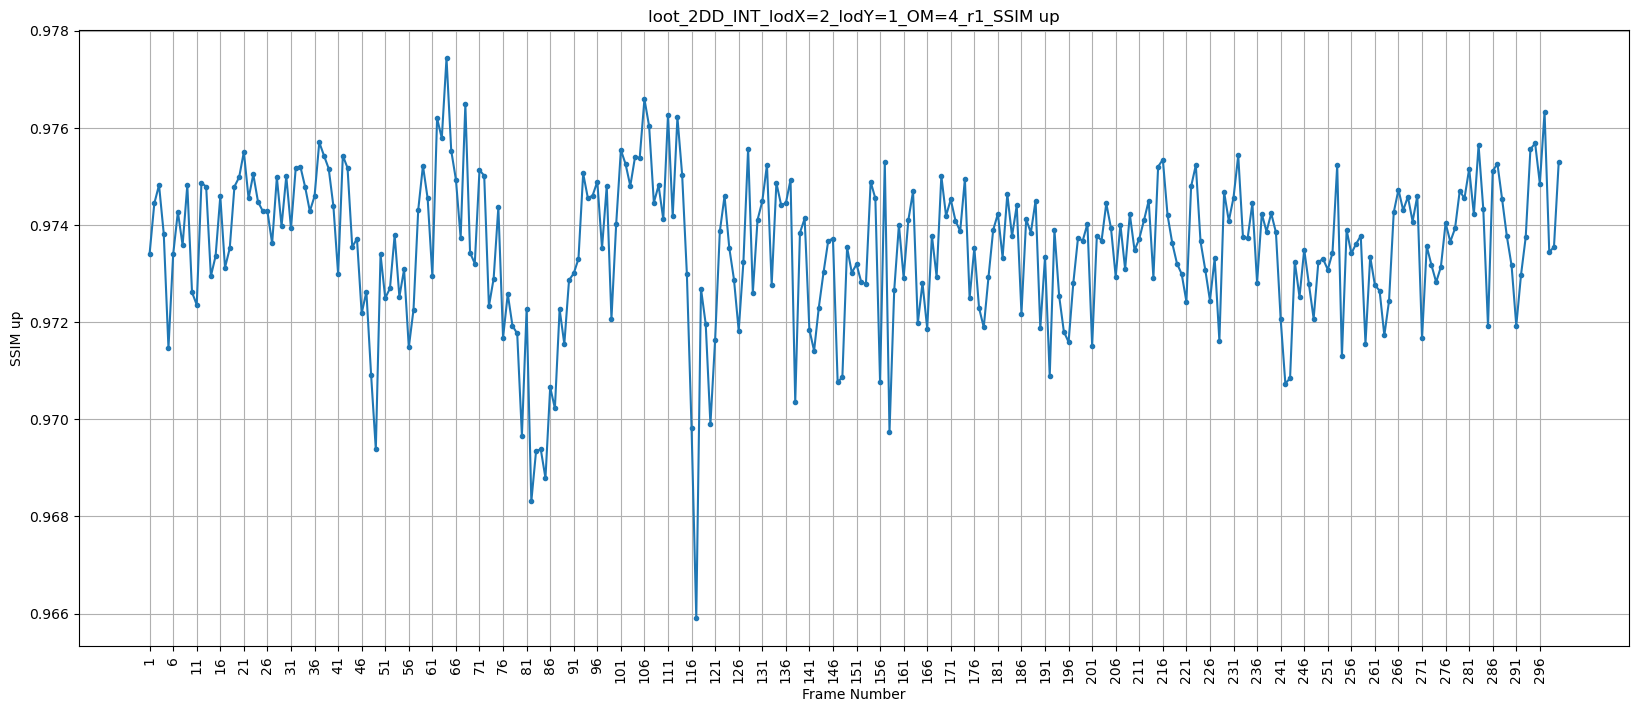 loot_2DD_INT_lodX=2_lodY=1_OM=4_r1_SSIM up
SSIM up
0.978
0.976
0.974
0.972
0.970
0.968
0.966
1 6 11 16 21 26 31 36 41 46 51 56 61 66 71 76 81 86 91 96 101 106 111 116 121 126 131 136 141 146 151 156 161 166 171 176 181 186 191 196 201 206 211 216 221 226 231 236 241 246 251 256 261 266 271 276 281 286 291 296
Frame Number